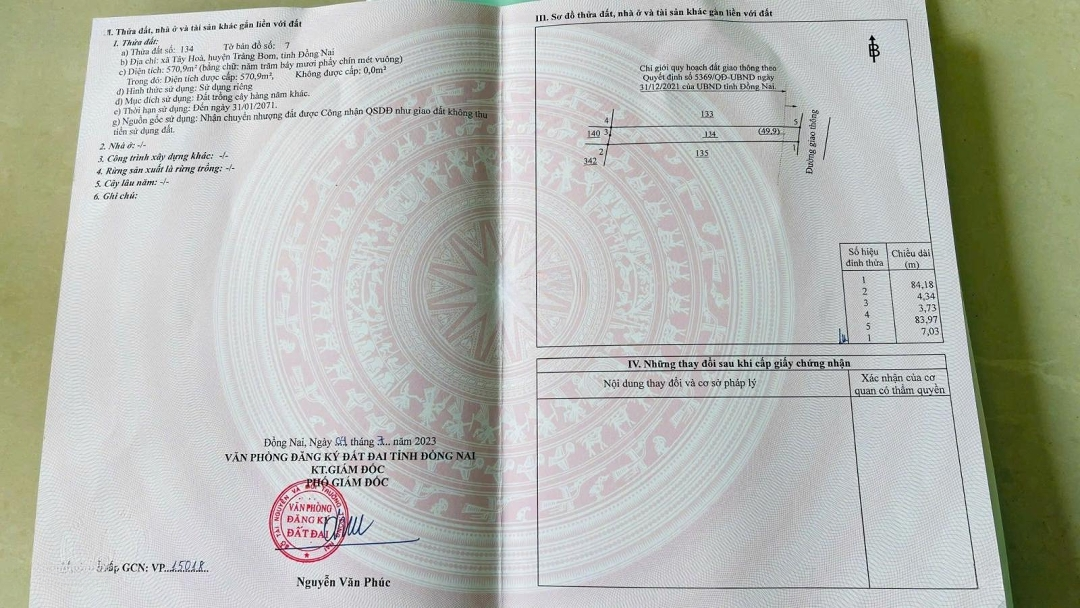 II. Thửa đất, nhà ở và tài sản khác gắn liền với đất
1. Thửa đất:
a) Thửa đất số: 134 Tờ bản đồ số: 7
b) Địa chỉ: xã Tây Hoà, huyện Trảng Bom, tỉnh Đồng Nai
c) Diện tích: 570,9m² (bằng chữ: năm trăm bảy mươi phẩy chín mét vuông)
Trong đó: Diện tích được cấp: 570,9m², Không được cấp: 0,0m²
d) Hình thức sử dụng: Sử dụng riêng
đ) Mục đích sử dụng: Đất trồng cây hàng năm khác.
e) Thời hạn sử dụng: Đến ngày 31/01/2071.
g) Nguồn gốc sử dụng: Nhận chuyển nhượng đất được Công nhận QSDĐ như giao đất không thu
tiền sử dụng đất.
2. Nhà ở: -/-
3. Công trình xây dựng khác: -/-
4. Rừng sản xuất là rừng trồng: -/-
5. Cây lâu năm: -/-
6. Ghi chú:
Đồng Nai, Ngày tháng năm 2023
VĂN PHÒNG ĐĂNG KÝ ĐẤT ĐAI TỈNH ĐỒNG NAI
KT.GIÁM ĐỐC
PHÓ GIÁM ĐỐC
VĂN PHÒNG
ĐĂNG KÝ
ĐẤT ĐAI
Nguyễn Văn Phúc
cấp GCN: VP 15018
III. Sơ đồ thửa đất, nhà ở và tài sản khác gắn liền với đất
B
Chỉ giới quy hoạch đất giao thông theo
Quyết định số 5369/QĐ-UBND ngày
31/12/2021 của UBND tỉnh Đồng Nai.
133
4
5
140
3
134
(49,9)
2
1
342
135
Đường giao thông
Số hiệu đỉnh thửa Chiều dài (m)
1
84,18
2
4,34
3
3,73
4
83,97
5
7,03
1
IV. Những thay đổi sau khi cấp giấy chứng nhận
Nội dung thay đổi và cơ sở pháp lý
Xác nhận của cơ
quan có thẩm quyền